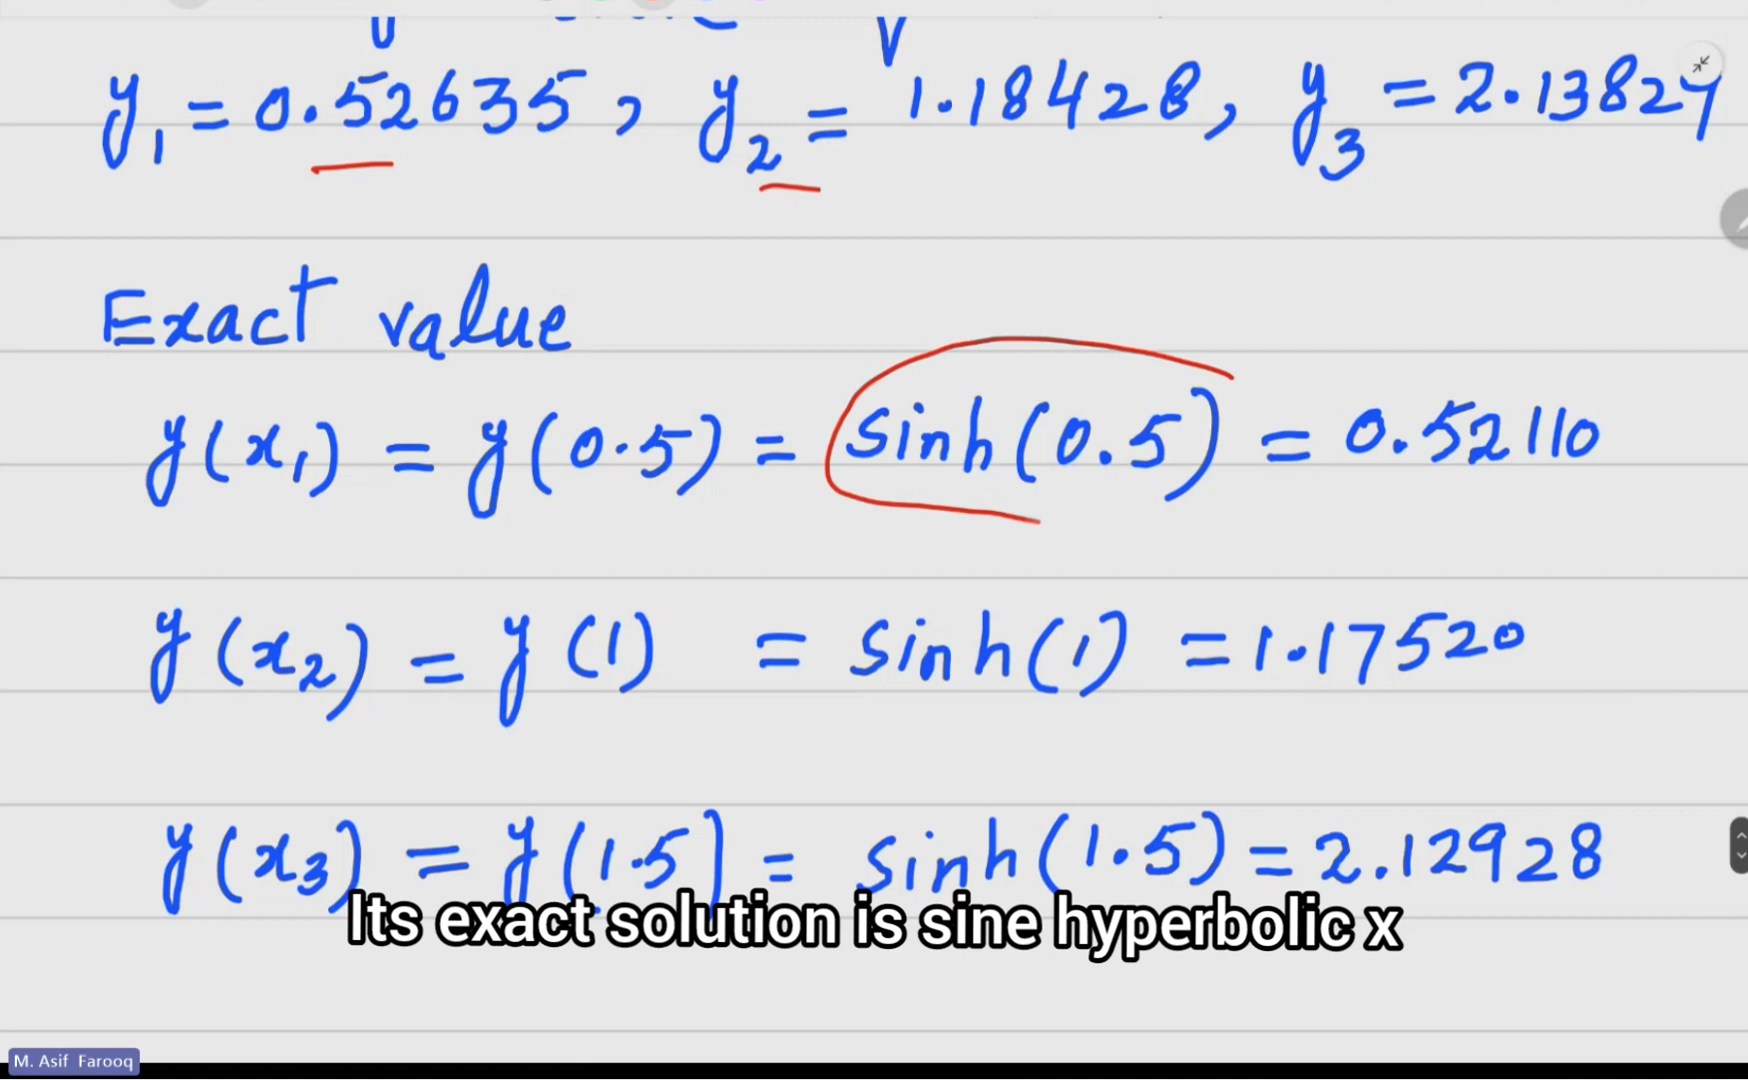 y₁ = 0.52635, y₂ = 1.18428, y₃ = 2.13829
Exact value
y(x₁) = y(0.5) = sinh(0.5) = 0.52110
y(x₂) = y(1) = sinh(1) = 1.17520
y(x₃) = y(1.5) = sinh(1.5) = 2.12928
Its exact solution is sine hyperbolic x
M. Asif Farooq